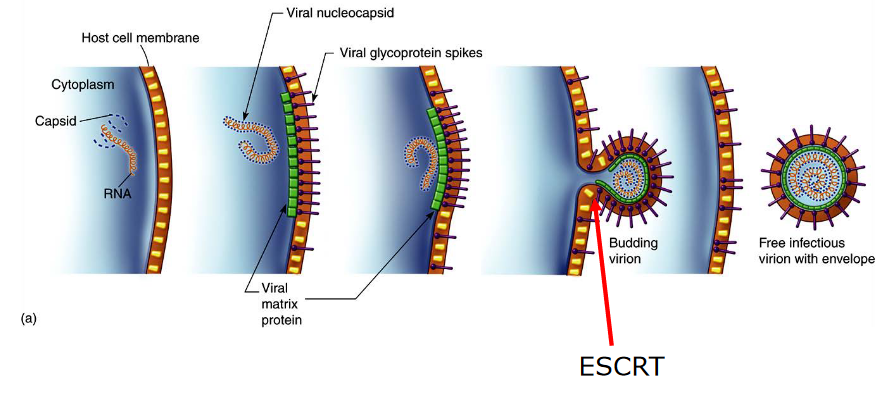 Viral nucleocapsid
Host cell membrane
Viral glycoprotein spikes
Cytoplasm
Capsid
RNA
Budding
virion
Free infectious
virion with envelope
Viral
matrix
protein
(a)
ESCRT